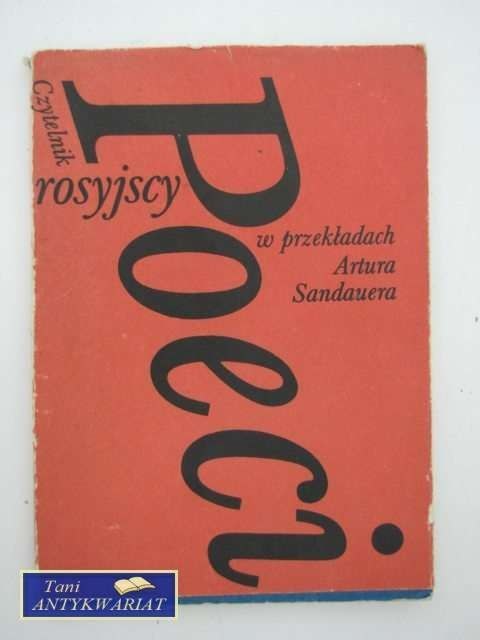 Czytelnik
Poeci
rosyjscy
w przekładach
Artura
Sandauera
Tani
ANTYKWARIAT